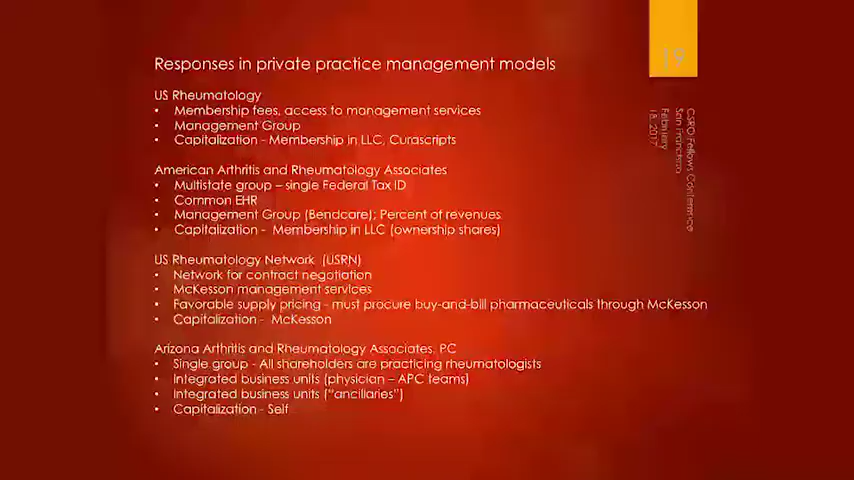 19
Responses in private practice management models
CSRO Fellows Conference
San Francisco
February
18, 2017
US Rheumatology
• Membership fees, access to management services
• Management Group
• Capitalization - Membership in LLC, Curascripts
American Arthritis and Rheumatology Associates
• Multistate group – single Federal Tax ID
• Common EHR
• Management Group (Bendcare); Percent of revenues
• Capitalization - Membership in LLC (ownership shares)
US Rheumatology Network (USRN)
• Network for contract negotiation
• McKesson management services
• Favorable supply pricing - must procure buy-and-bill pharmaceuticals through McKesson
• Capitalization - McKesson
Arizona Arthritis and Rheumatology Associates, PC
• Single group - All shareholders are practicing rheumatologists
• Integrated business units (physician – APC teams)
• Integrated business units (“ancillaries”)
• Capitalization - Self